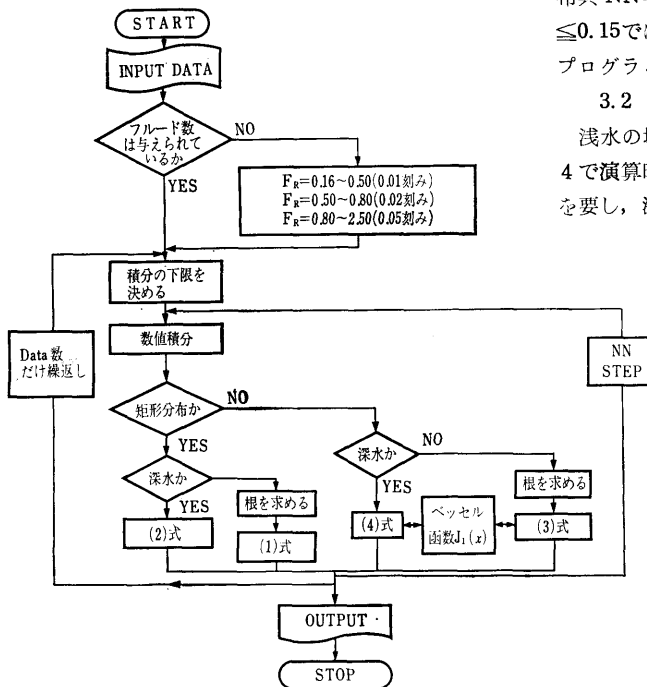 START
INPUT DATA
フルード数
は与えられて
いるか
NO
YES
F_R=0.16~0.50(0.01刻み)
F_R=0.50~0.80(0.02刻み)
F_R=0.80~2.50(0.05刻み)
積分の下限を
決める
数値積分
Data数
だけ繰返し
NN
STEP
矩形分布か
NO
YES
深水か
YES
根を求める
(2)式
(1)式
深水か
NO
YES
根を求める
(4)式
ベッセル
函数J₁(x)
(3)式
OUTPUT
STOP
≦0.15では
プログラ
3.2
浅水の
4で演算
を要し,